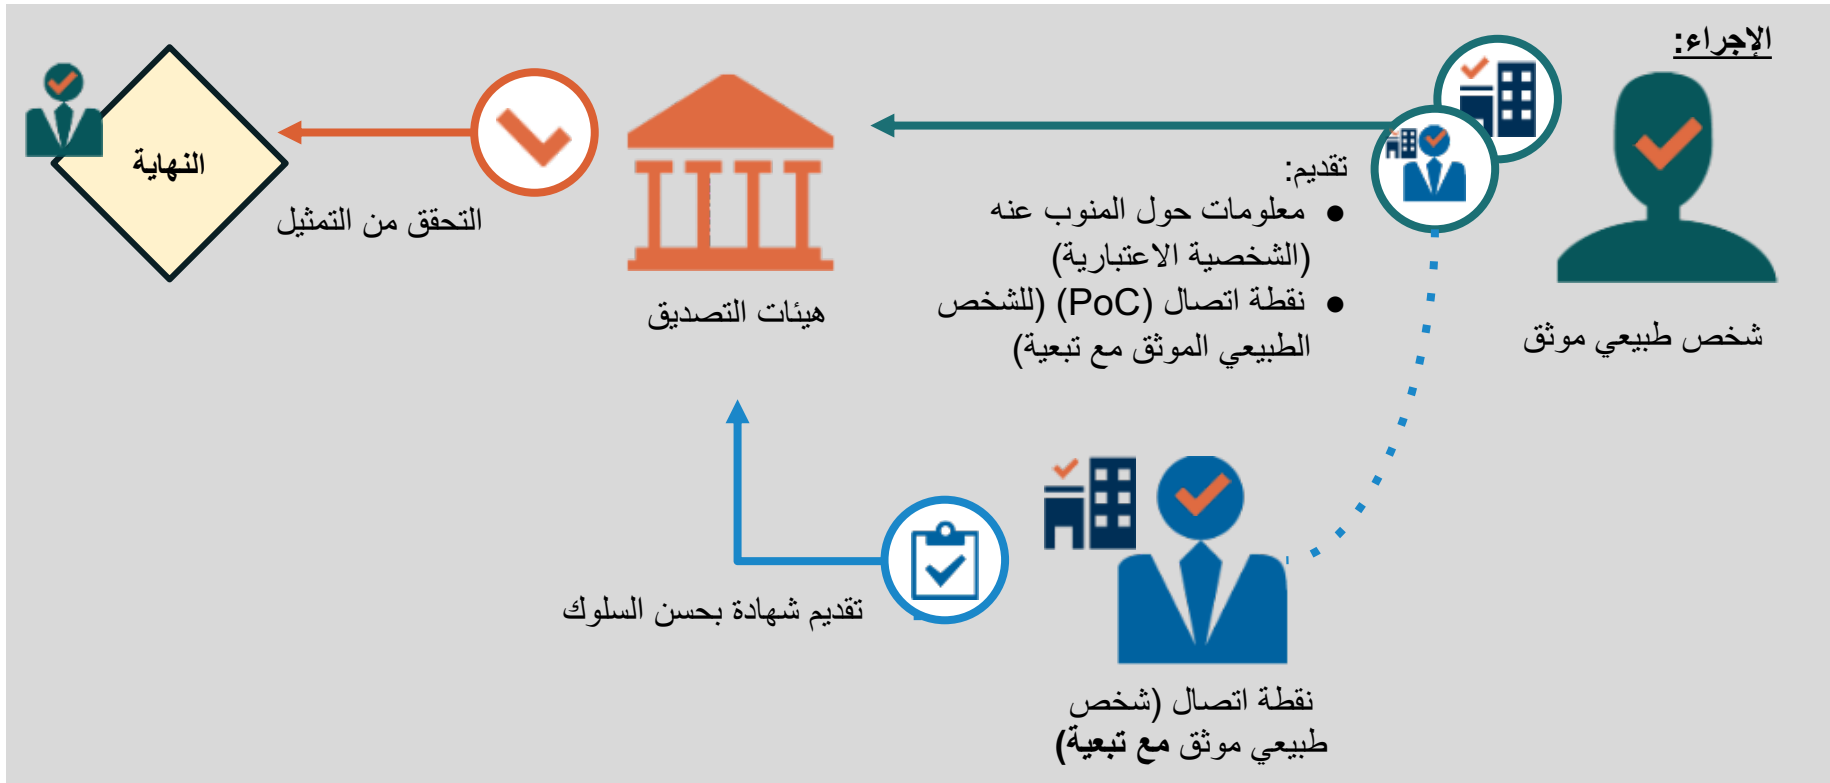 الإجراء:
شخص طبيعي موثق
تقديم:
● معلومات حول المنوب عنه
(الشخصية الاعتبارية)
● نقطة اتصال (PoC) (للشخص
الطبيعي الموثق مع تبعية)
هيئات التصديق
التحقق من التمثيل
النهاية
تقديم شهادة بحسن السلوك
نقطة اتصال (شخص
طبيعي موثق مع تبعية)